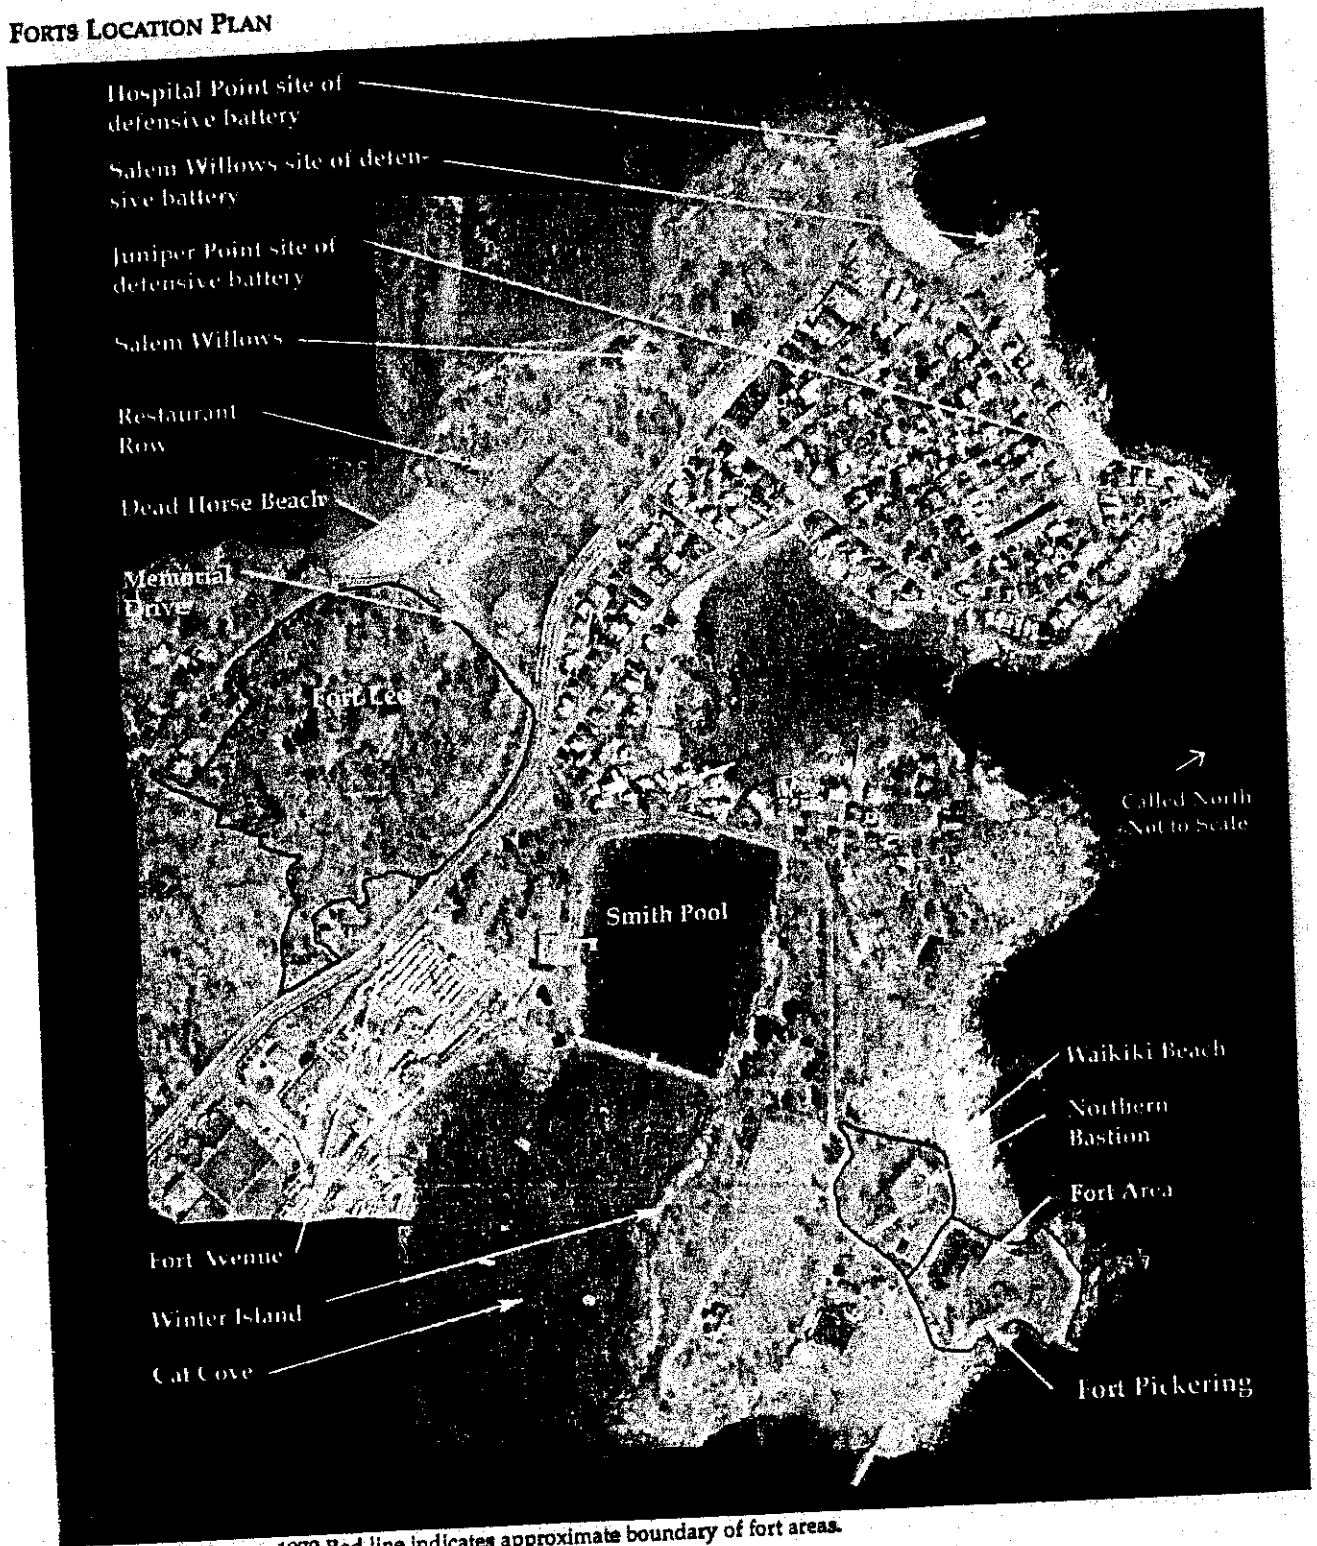 FORTS LOCATION PLAN
Hospital Point site of
defensive battery
Salem Willows site of defen-
sive battery
Juniper Point site of
defensive battery
Salem Willows
Restaurant
Row
Dead Horse Beach
Memorial
Drive
Fort Lee
Called North
-Not to Scale
Smith Pool
Waikiki Beach
Northern
Bastion
Fort Area
Fort Avenue
Winter Island
Cat Cove
Fort Pickering
Red line indicates approximate boundary of fort areas.